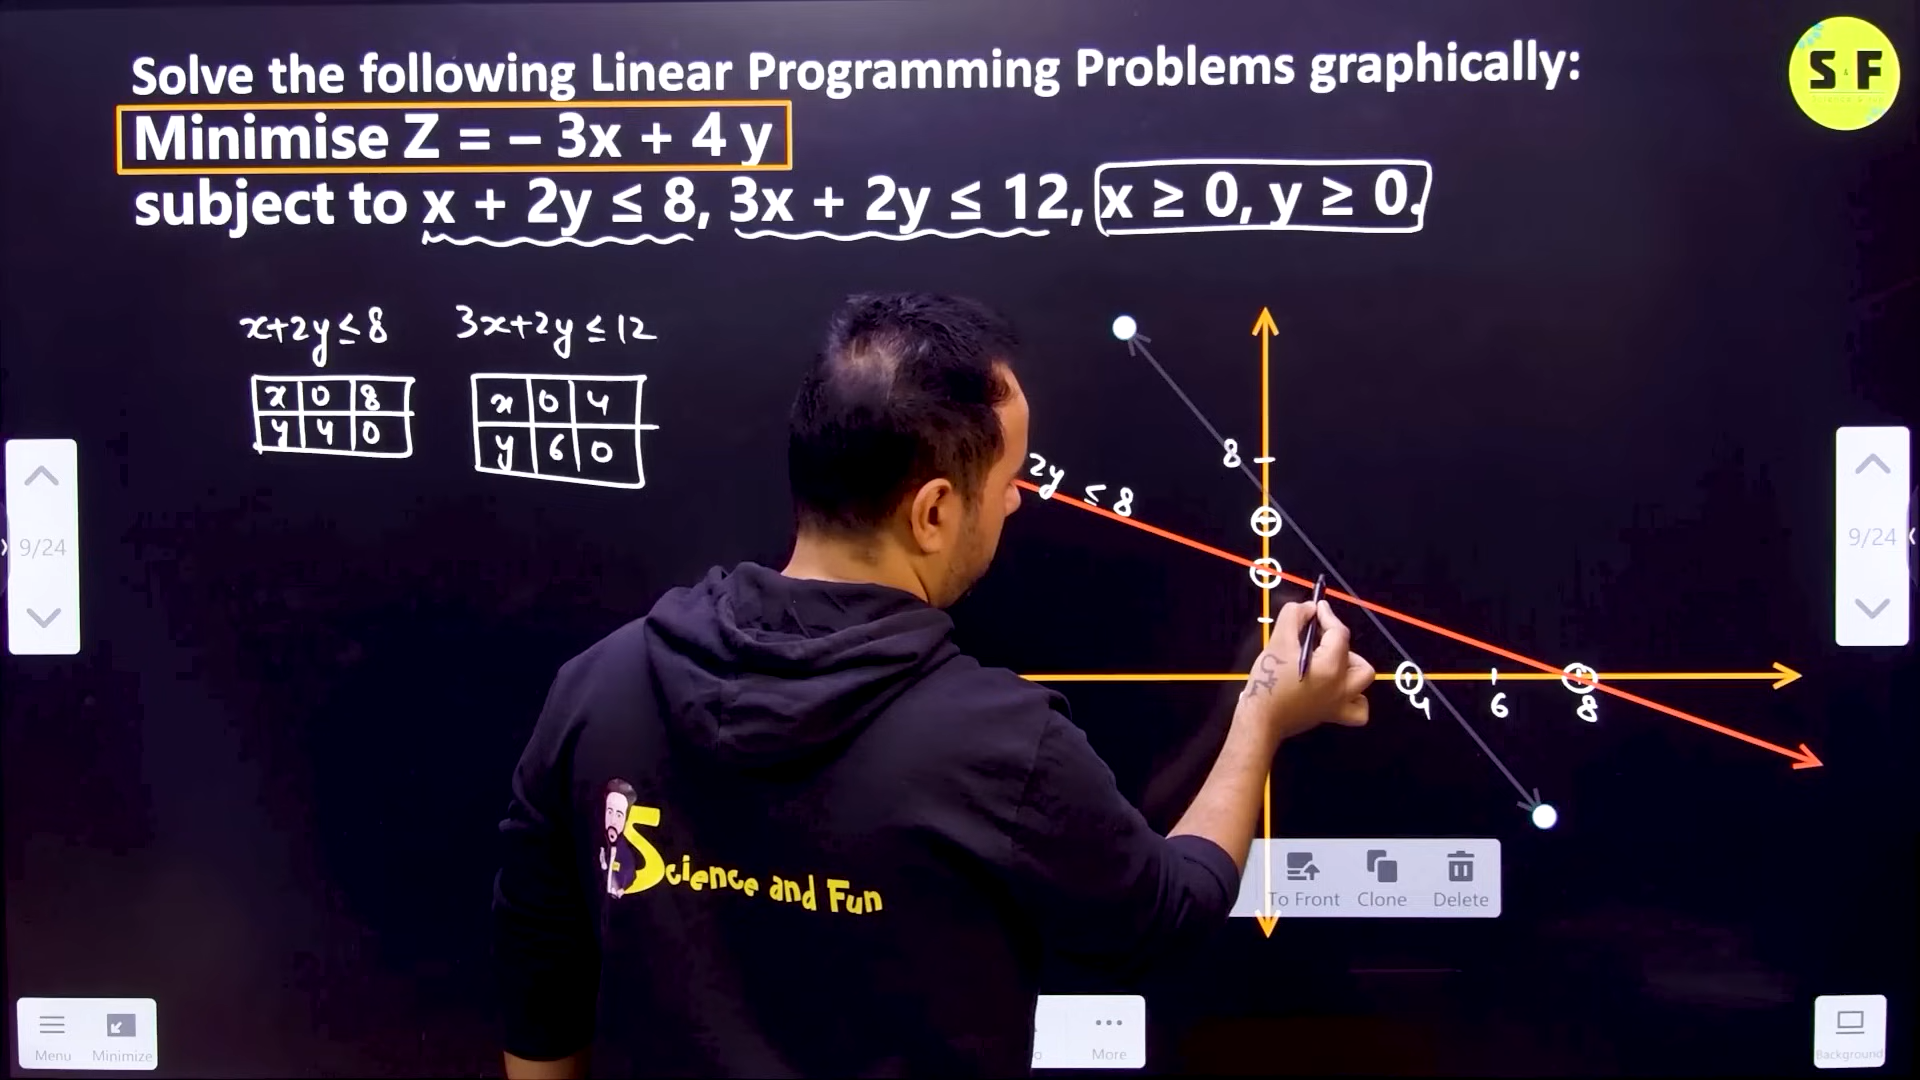 Solve the following Linear Programming Problems graphically:
Minimise Z = – 3x + 4 y
subject to x + 2y ≤ 8, 3x + 2y ≤ 12, x ≥ 0, y ≥ 0.
S&F
x+2y≤8
3x+2y≤12
x 0 8
y 4 0
x 0 4
y 6 0
2y ≤ 8
8
4
6
8
9/24
9/24
Science and Fun
To Front
Clone
Delete
Menu
Minimize
More
Background